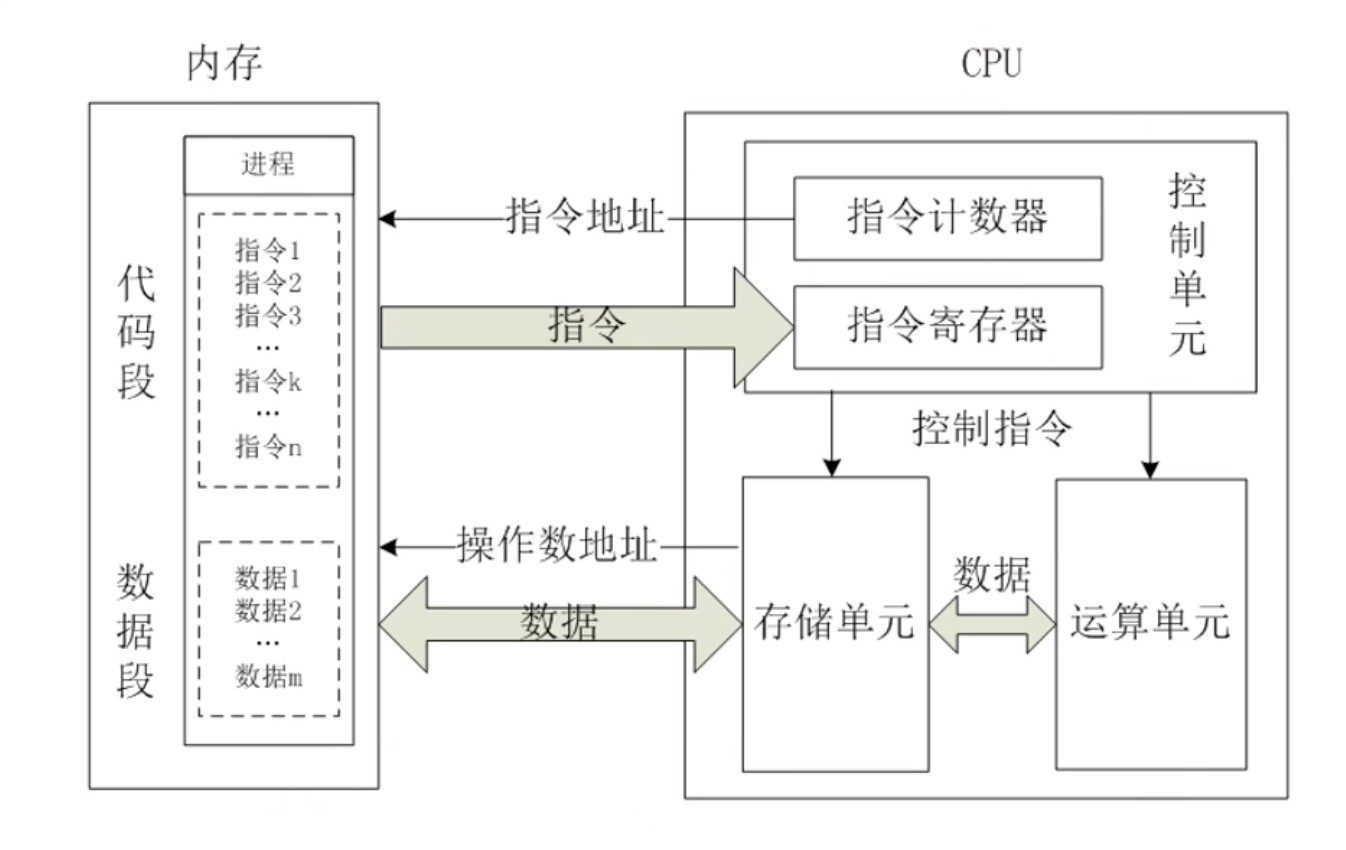 内存
CPU
进程
指令1
指令2
指令3
...
指令k
...
指令n
代码段
数据1
数据2
...
数据m
数据段
指令地址
指令
操作数地址
数据
指令计数器
指令寄存器
控制单元
控制指令
存储单元
数据
运算单元